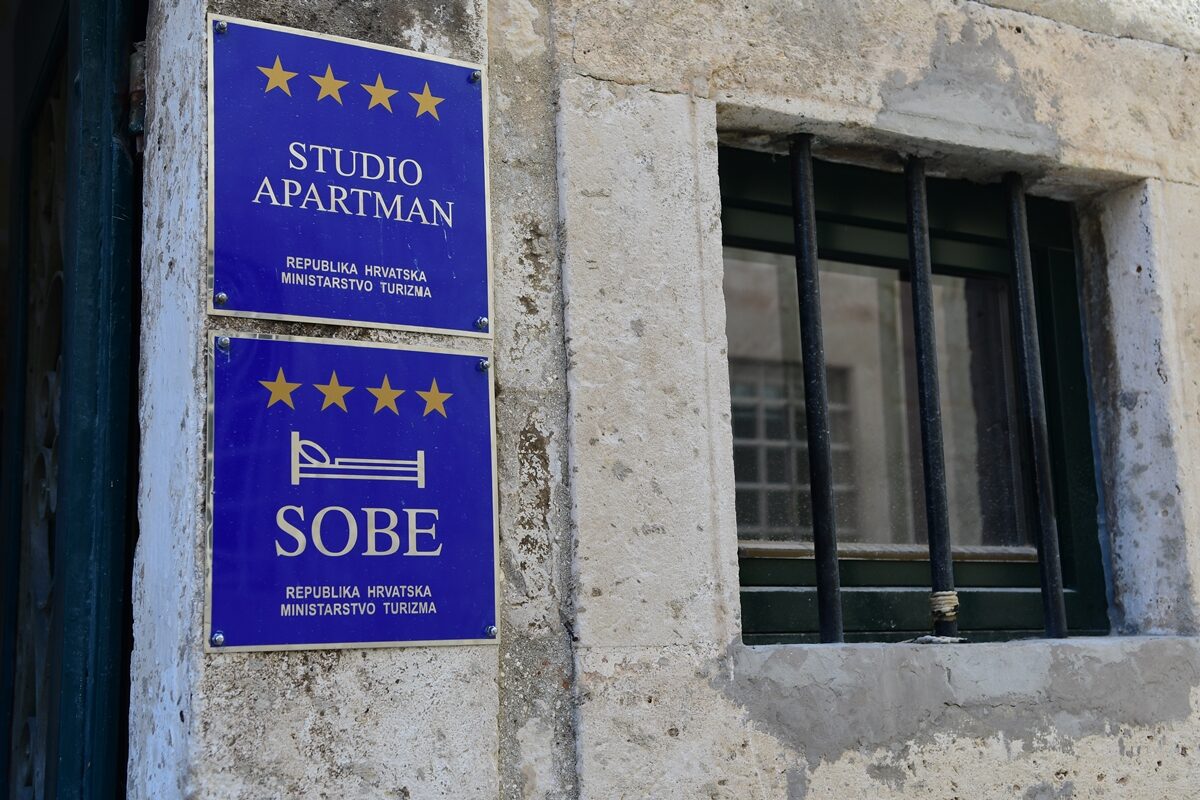 STUDIO
APARTMAN
REPUBLIKA HRVATSKA
MINISTARSTVO TURIZMA
SOBE
REPUBLIKA HRVATSKA
MINISTARSTVO TURIZMA